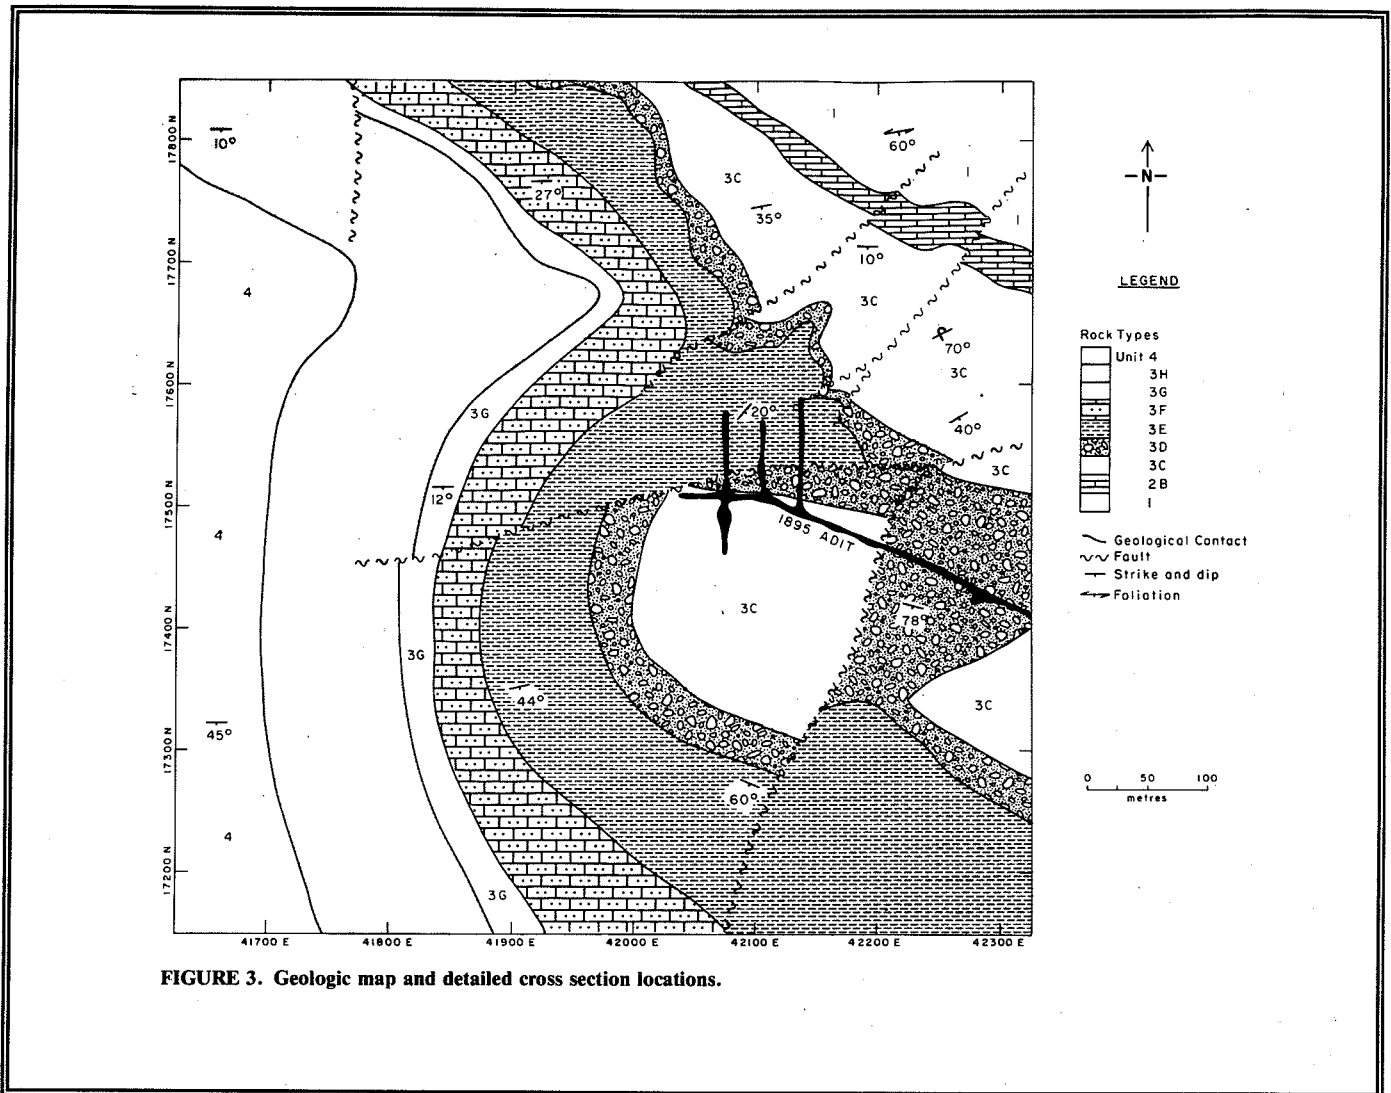 17800 N
17700 N
17600 N
17500 N
17400 N
17300 N
17200 N
10°
27°
3C
35°
1
60°
10°
3C
70°
3C
4
3G
20°
40°
3C
12°
1895 ADIT
4
3C
78°
3G
44°
3C
45°
60°
4
3G
41700 E
41800 E
41900 E
42000 E
42100 E
42200 E
42300 E
N
LEGEND
Rock Types
Unit 4
3H
3G
3F
3E
3D
3C
2B
1
Geological Contact
Fault
Strike and dip
Foliation
0 50 100
metres
FIGURE 3. Geologic map and detailed cross section locations.